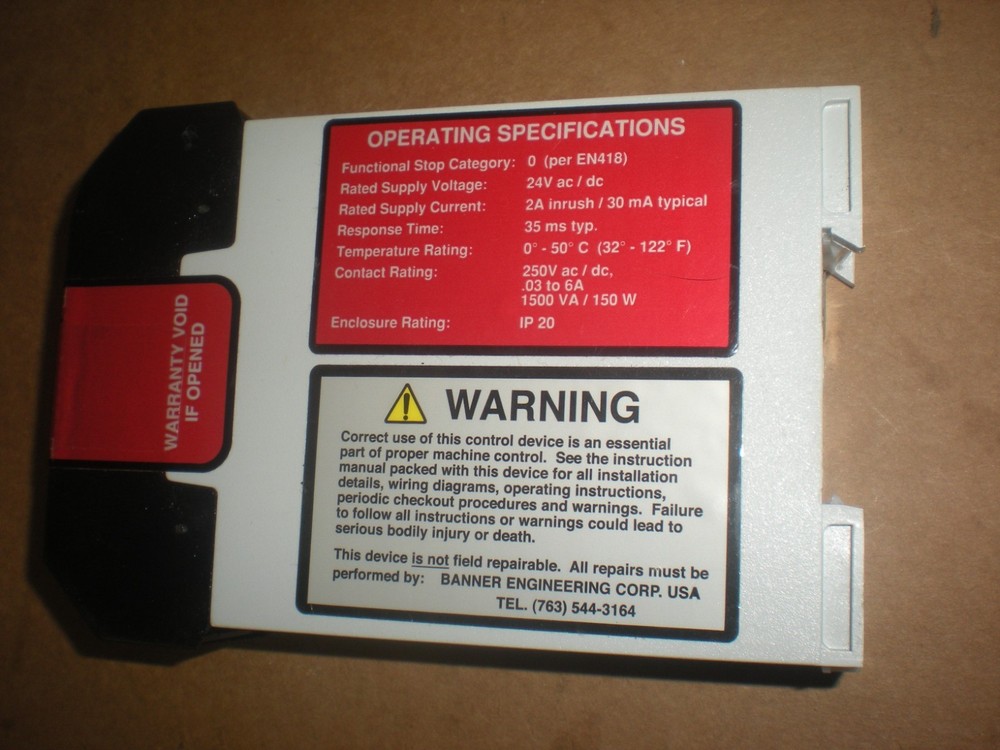 OPERATING SPECIFICATIONS
Functional Stop Category: 0 (per EN418)
Rated Supply Voltage: 24V ac / dc
Rated Supply Current: 2A inrush / 30 mA typical
Response Time: 35 ms typ.
Temperature Rating: 0° - 50° C (32° - 122° F)
Contact Rating: 250V ac / dc,
.03 to 6A
1500 VA / 150 W
Enclosure Rating: IP 20
WARRANTY VOID
IF OPENED
WARNING
Correct use of this control device is an essential
part of proper machine control. See the instruction
manual packed with this device for all installation
details, wiring diagrams, operating instructions,
periodic checkout procedures and warnings. Failure
to follow all instructions or warnings could lead to
serious bodily injury or death.
This device is not field repairable. All repairs must be
performed by: BANNER ENGINEERING CORP. USA
TEL. (763) 544-3164